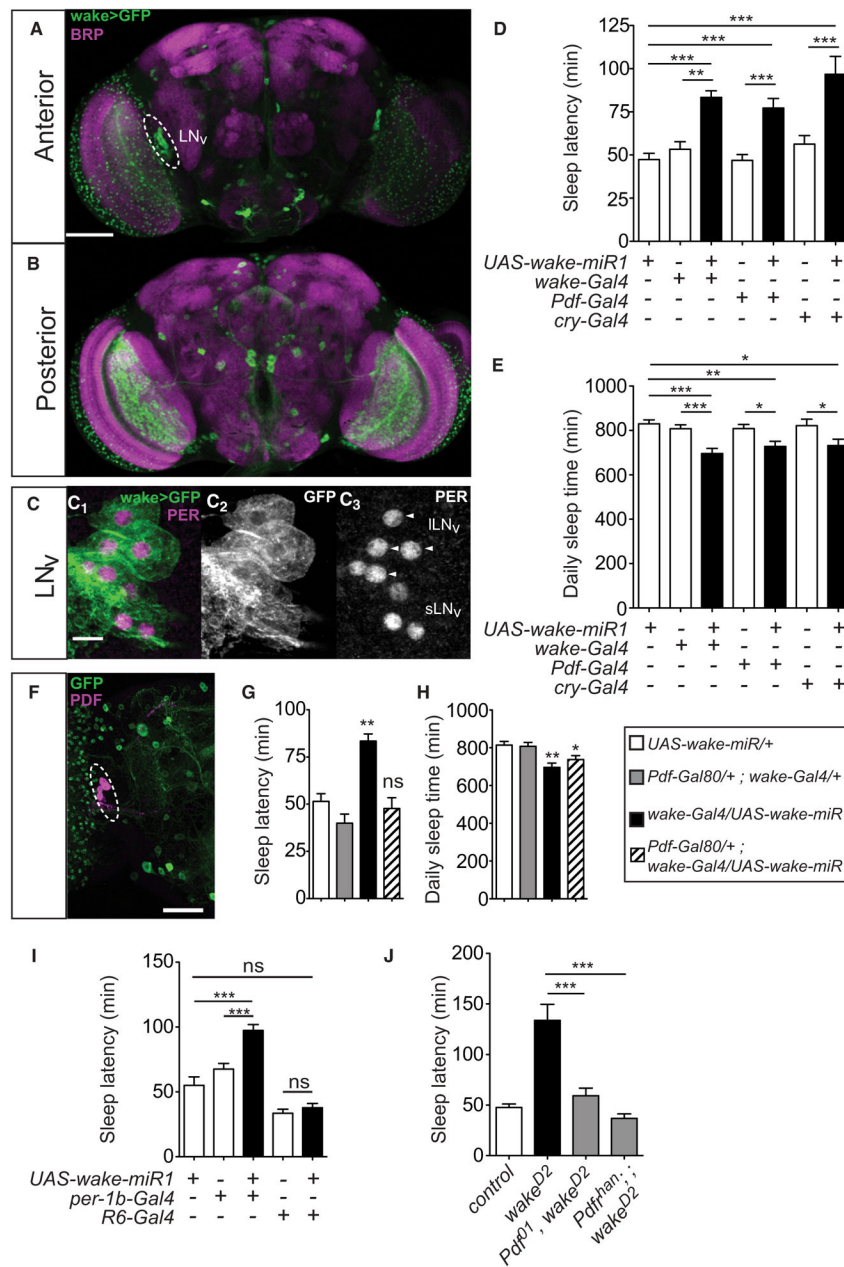 A
wake>GFP
BRP
Anterior
LNV
B
Posterior
C
LNV
C1
wake>GFP
PER
C2
GFP
C3
PER
lLNV
sLNV
D
Sleep latency (min)
125
100
75
50
25
0
***
***
***
**
***
***
UAS-wake-miR1 + - + - + - +
wake-Gal4 - + + - - - -
Pdf-Gal4 - - - + + - -
cry-Gal4 - - - - - + +
E
Daily sleep time (min)
1000
800
600
400
200
0
*
**
***
***
*
*
UAS-wake-miR1 + - + - + - +
wake-Gal4 - + + - - - -
Pdf-Gal4 - - - + + - -
cry-Gal4 - - - - - + +
F
GFP
PDF
G
Sleep latency (min)
100
75
50
25
0
**
ns
H
Daily sleep time (min)
1000
800
600
400
200
0
**
*
UAS-wake-miR/+
Pdf-Gal80/+ ; wake-Gal4/+
wake-Gal4/UAS-wake-miR
Pdf-Gal80/+ ;
wake-Gal4/UAS-wake-miR
I
Sleep latency (min)
150
100
50
0
ns
***
***
ns
UAS-wake-miR1 + - + - +
per-1b-Gal4 - + + - -
R6-Gal4 - - - + +
J
Sleep latency (min)
200
150
100
50
0
***
***
control
wakeD2
Pdf01, wakeD2
Pdfrhan; ;
wakeD2